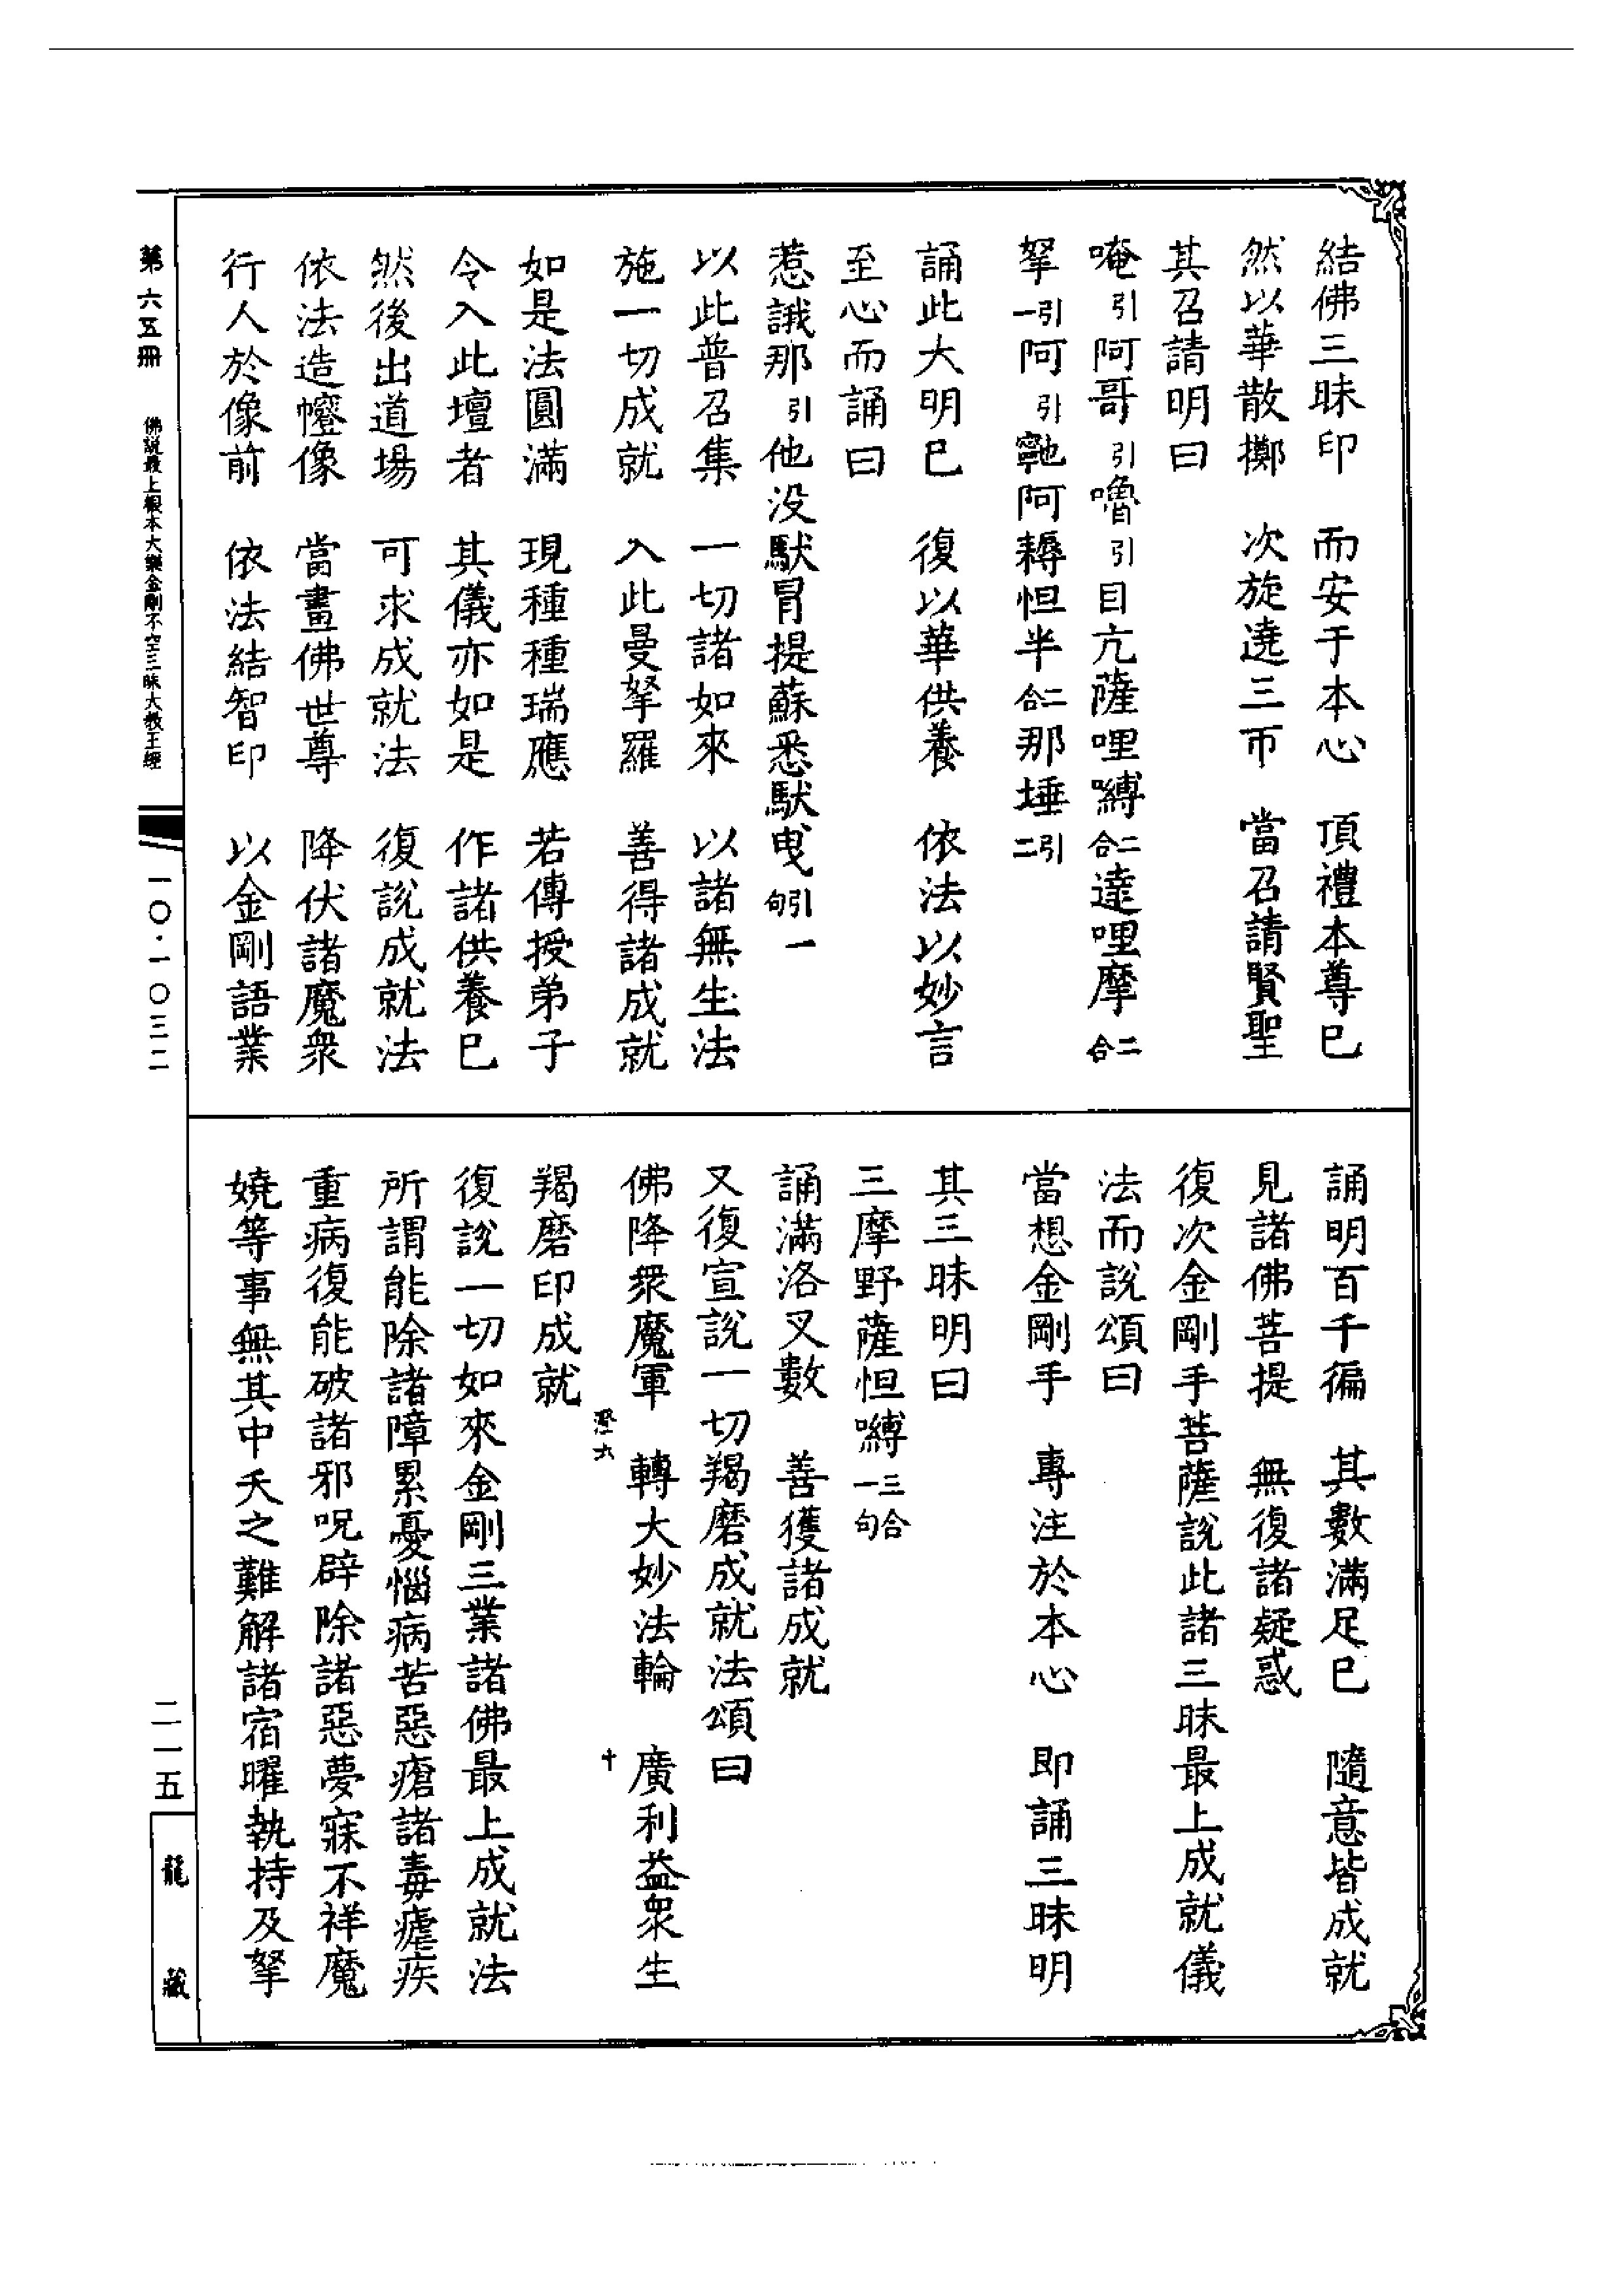 結佛三昧印　而安于本心　頂禮本尊已
然以華散擲　次旋遶三帀　當召請賢聖
其召請明曰
唵引阿哥引嚕引目亢薩哩嚩二合達哩摩二合
拏引一阿引䆠阿耨怛半二合那埵引二
誦此大明已　復以華供養　依法以妙言
至心而誦曰
惹誐那引他没馱冒提蘇悉馱曳引句一
以此普召集　一切諸如來　以諸無生法
施一切成就　入此曼拏羅　善得諸成就
如是法圓滿　現種種瑞應　若傳授弟子
令入此壇者　其儀亦如是　作諸供養已
然後出道場　可求成就法　復說成就法
依法造㡧像　當畫佛世尊　降伏諸魔衆
行人於像前　依法結智印　以金剛語業
誦明百千徧　其數滿足已　隨意皆成就
見諸佛菩提　無復諸疑惑
復次金剛手菩薩說此諸三昧最上成就儀
法而說頌曰
當想金剛手　專注於本心　即誦三昧明
其三昧明曰
三摩野薩怛嚩三合一句
誦滿洛叉數　善獲諸成就
又復宣說一切羯磨成就法頌曰
佛降衆魔軍　轉大妙法輪　廣利益衆生
羯磨印成就
復說一切如來金剛三業諸佛最上成就法
所謂能除諸障累憂惱病苦惡瘡諸毒瘧疾
重病復能破諸邪呪辟除諸惡夢寐不祥魔
嬈等事無其中夭之難解諸宿曜執持及拏
第六五冊　佛説最上根本大樂金剛不空三昧大教王經
一〇·一〇三二
二一五
龍藏